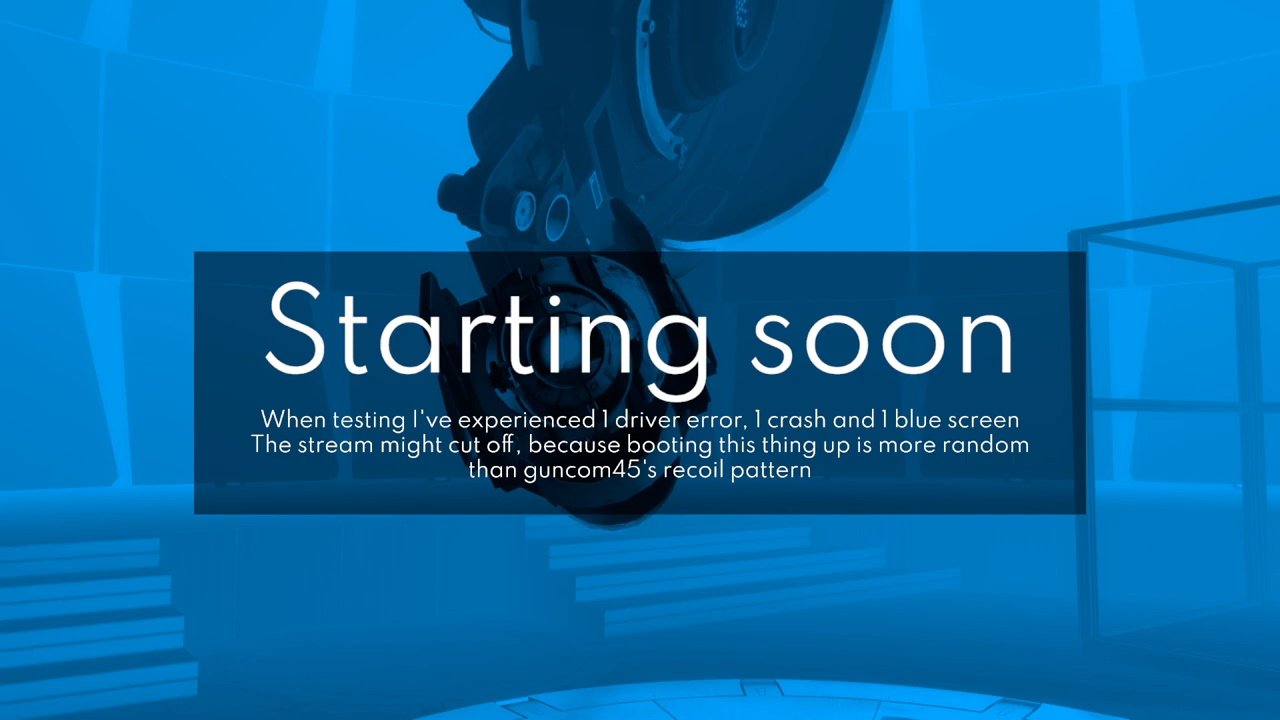 Starting soon
When testing I've experienced 1 driver error, 1 crash and 1 blue screen
The stream might cut off, because booting this thing up is more random
than guncom45's recoil pattern